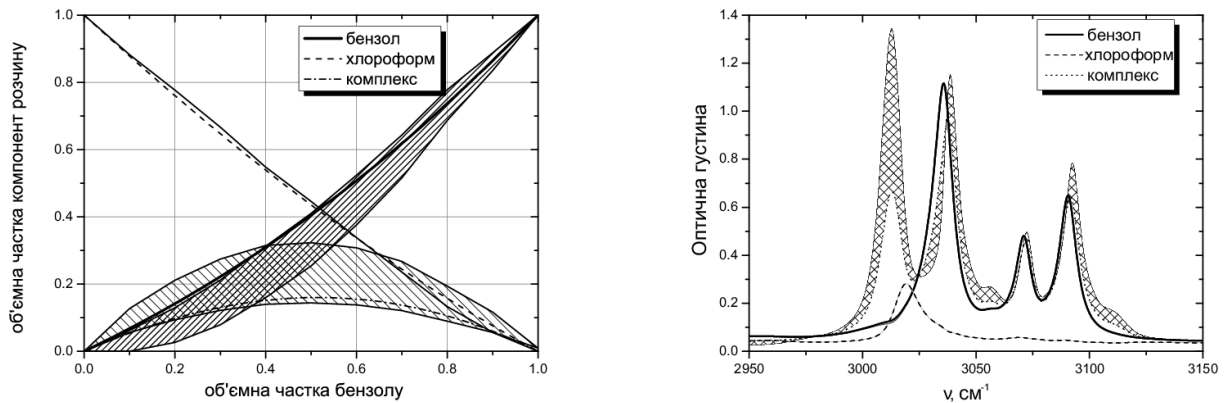 об'ємна частка компонент розчину
1.0
0.8
0.6
0.4
0.2
0.0
бензол
хлороформ
комплекс
0.0 0.2 0.4 0.6 0.8 1.0
об'ємна частка бензолу
Оптична густина
1.4
1.2
1.0
0.8
0.6
0.4
0.2
0.0
бензол
хлороформ
комплекс
2950 3000 3050 3100 3150
ν, см⁻¹